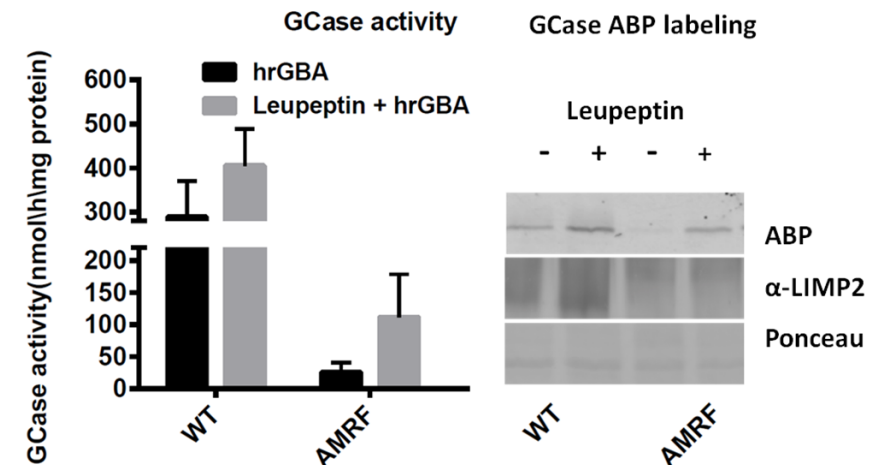 GCase activity
GCase activity(nmol\h\mg protein)
600
500
400
300
200
150
100
50
0
hrGBA
Leupeptin + hrGBA
WT
AMRF
GCase ABP labeling
Leupeptin
- + - +
ABP
α-LIMP2
Ponceau
WT
AMRF